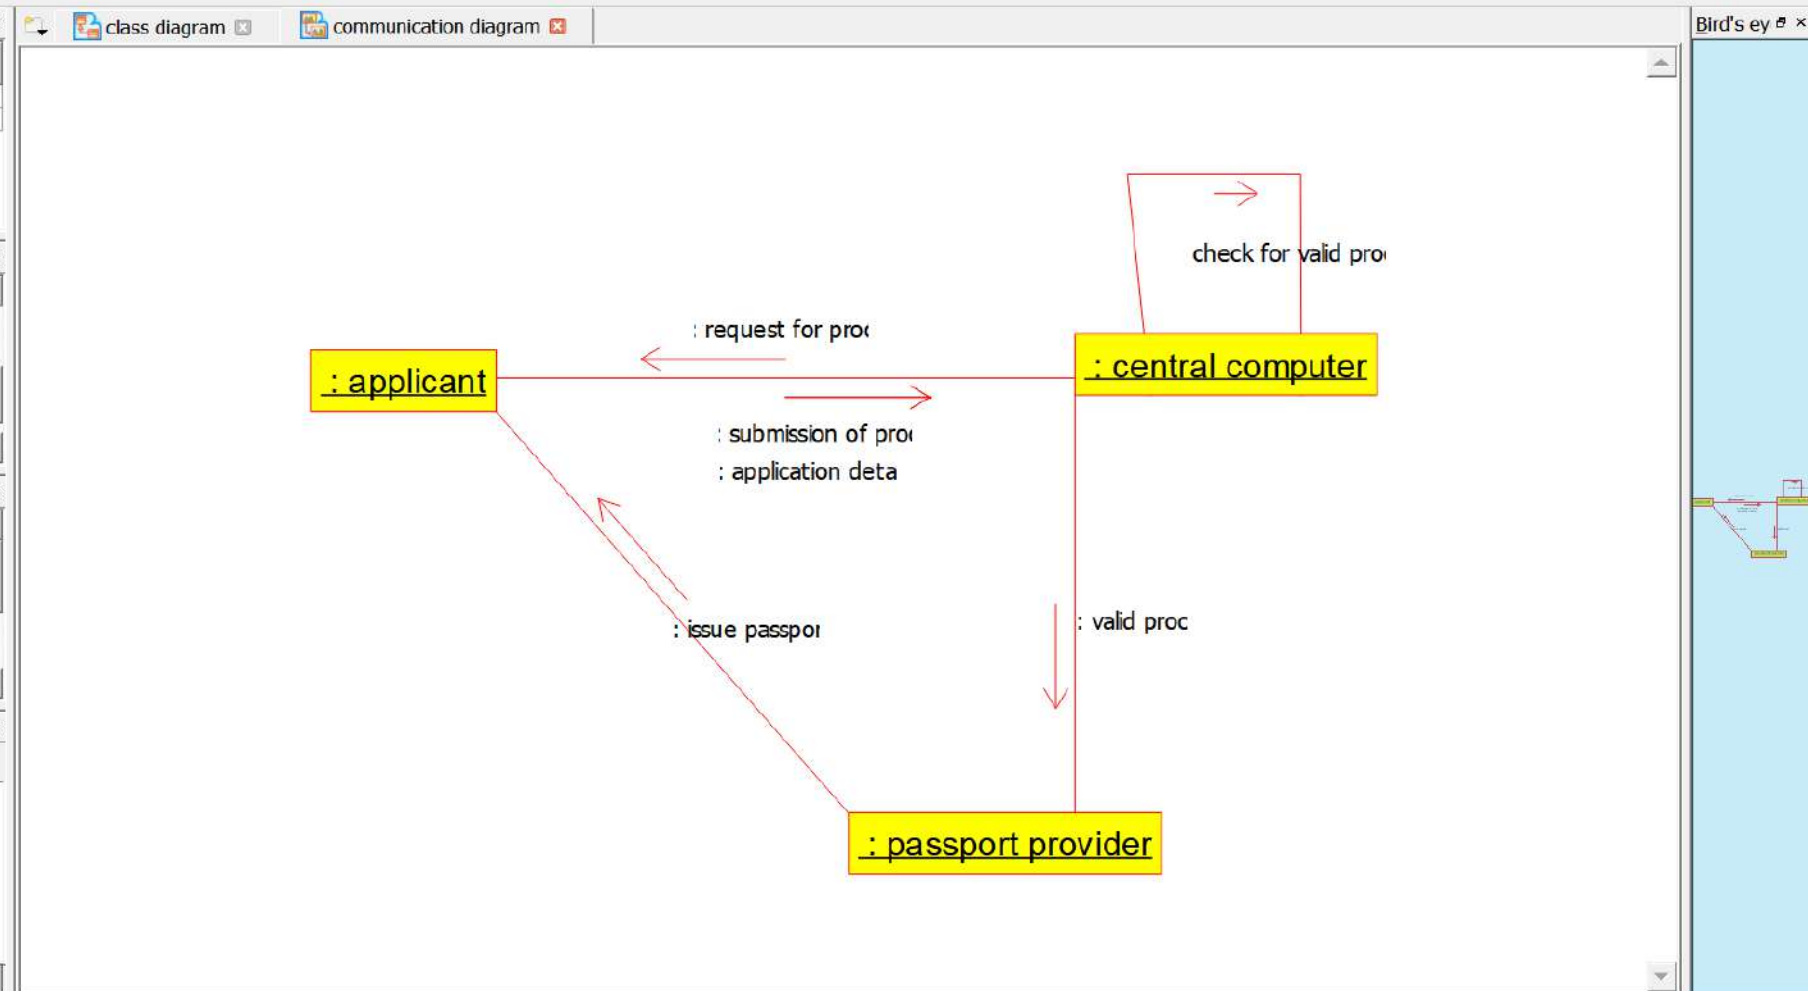 class diagram
communication diagram
Bird's ey
check for valid pro
: request for proc
: applicant
: central computer
: submission of proc
: application deta
: issue passpor
: valid proc
: passport provider